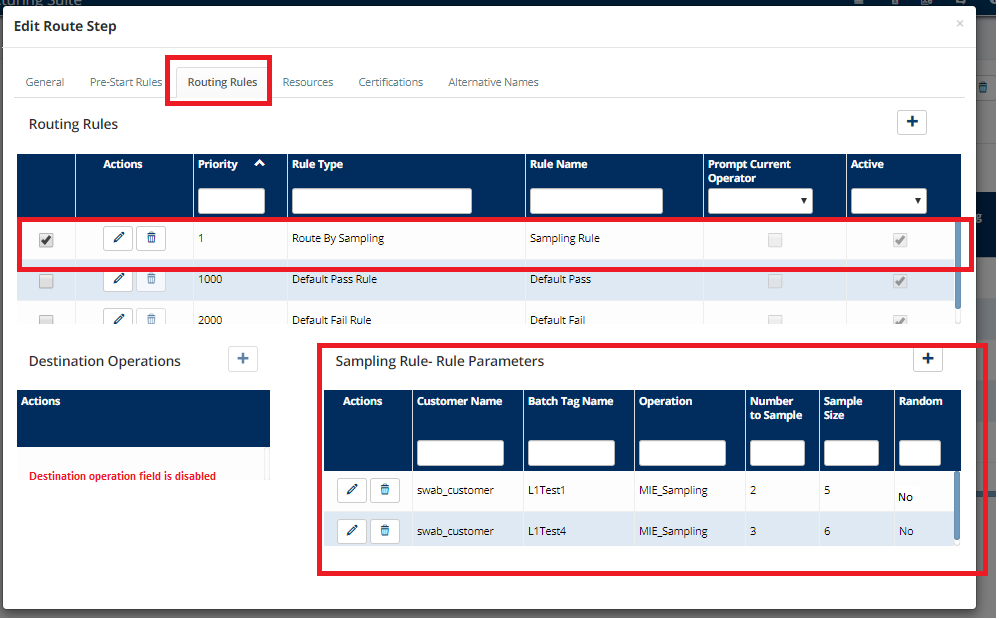 Edit Route Step
×
General Pre-Start Rules Routing Rules Resources Certifications Alternative Names
Routing Rules +
Actions Priority Rule Type Rule Name Prompt Current Operator Active
1 Route By Sampling Sampling Rule
1000 Default Pass Rule Default Pass
2000 Default Fail Rule Default Fail
Destination Operations +
Actions
Destination operation field is disabled
Sampling Rule- Rule Parameters +
Actions Customer Name Batch Tag Name Operation Number to Sample Sample Size Random
swab_customer L1Test1 MIE_Sampling 2 5 No
swab_customer L1Test4 MIE_Sampling 3 6 No